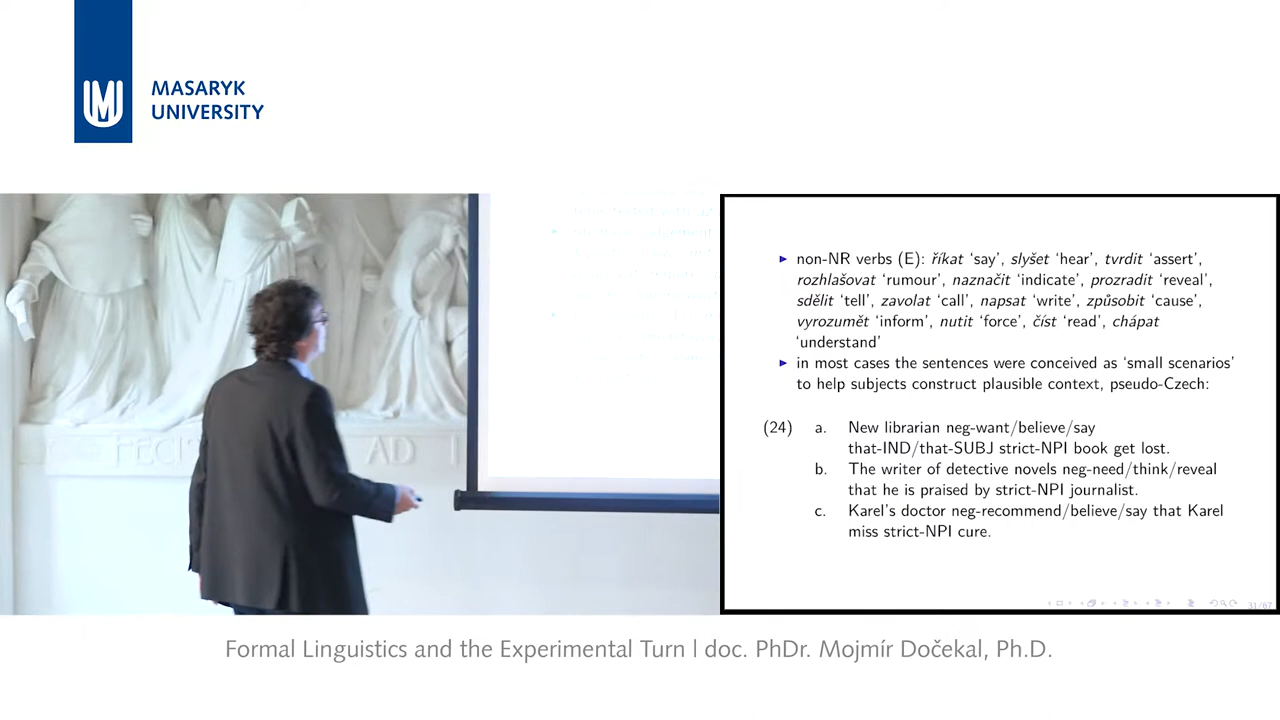 MASARYK
UNIVERSITY
FECIT
AD
▶ non-NR verbs (E): říkat ‘say’, slyšet ‘hear’, tvrdit ‘assert’,
rozhlašovat ‘rumour’, naznačit ‘indicate’, prozradit ‘reveal’,
sdělit ‘tell’, zavolat ‘call’, napsat ‘write’, způsobit ‘cause’,
vyrozumět ‘inform’, nutit ‘force’, číst ‘read’, chápat
‘understand’
▶ in most cases the sentences were conceived as ‘small scenarios’
to help subjects construct plausible context, pseudo-Czech:
(24) a. New librarian neg-want/believe/say
that-IND/that-SUBJ strict-NPI book get lost.
b. The writer of detective novels neg-need/think/reveal
that he is praised by strict-NPI journalist.
c. Karel’s doctor neg-recommend/believe/say that Karel
miss strict-NPI cure.
31/67
Formal Linguistics and the Experimental Turn | doc. PhDr. Mojmír Dočekal, Ph.D.